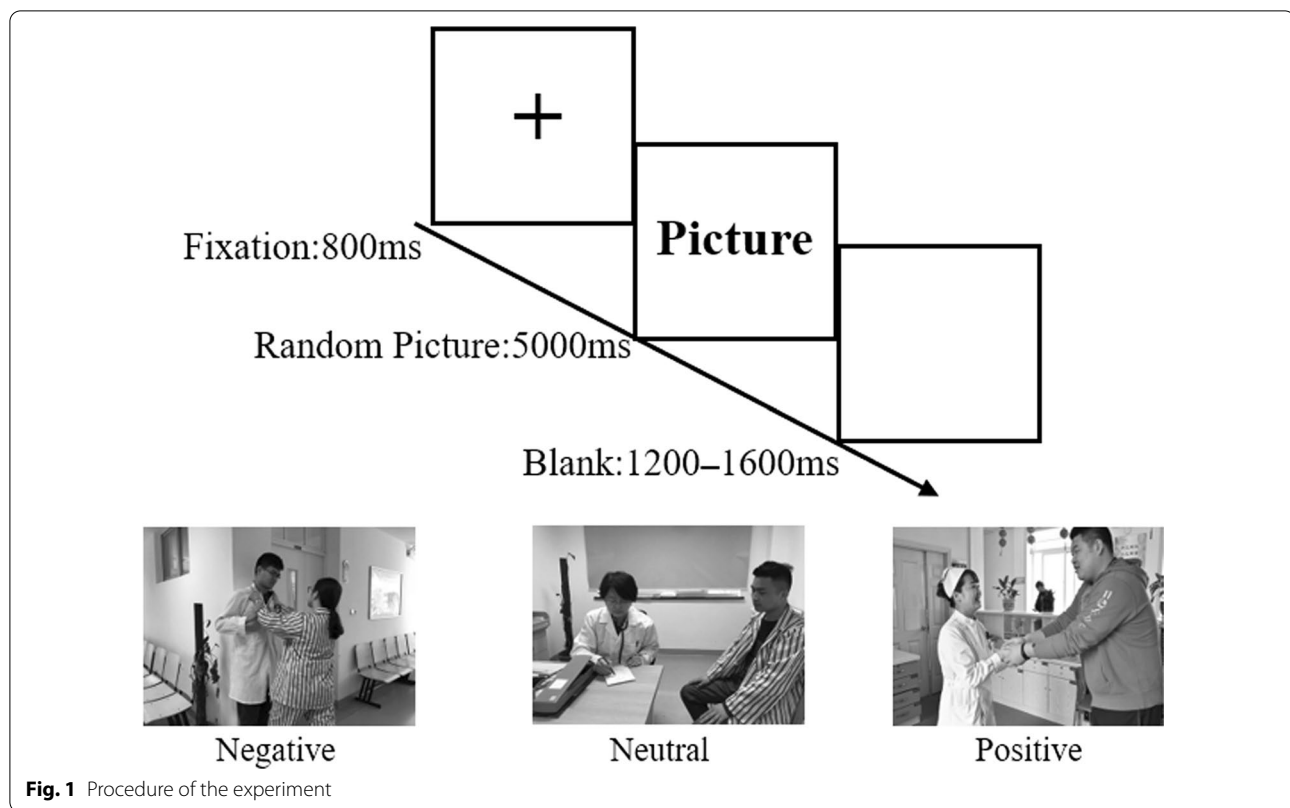 +
Picture
Fixation:800ms
Random Picture:5000ms
Blank:1200–1600ms
Negative
Neutral
Positive
Fig. 1 Procedure of the experiment